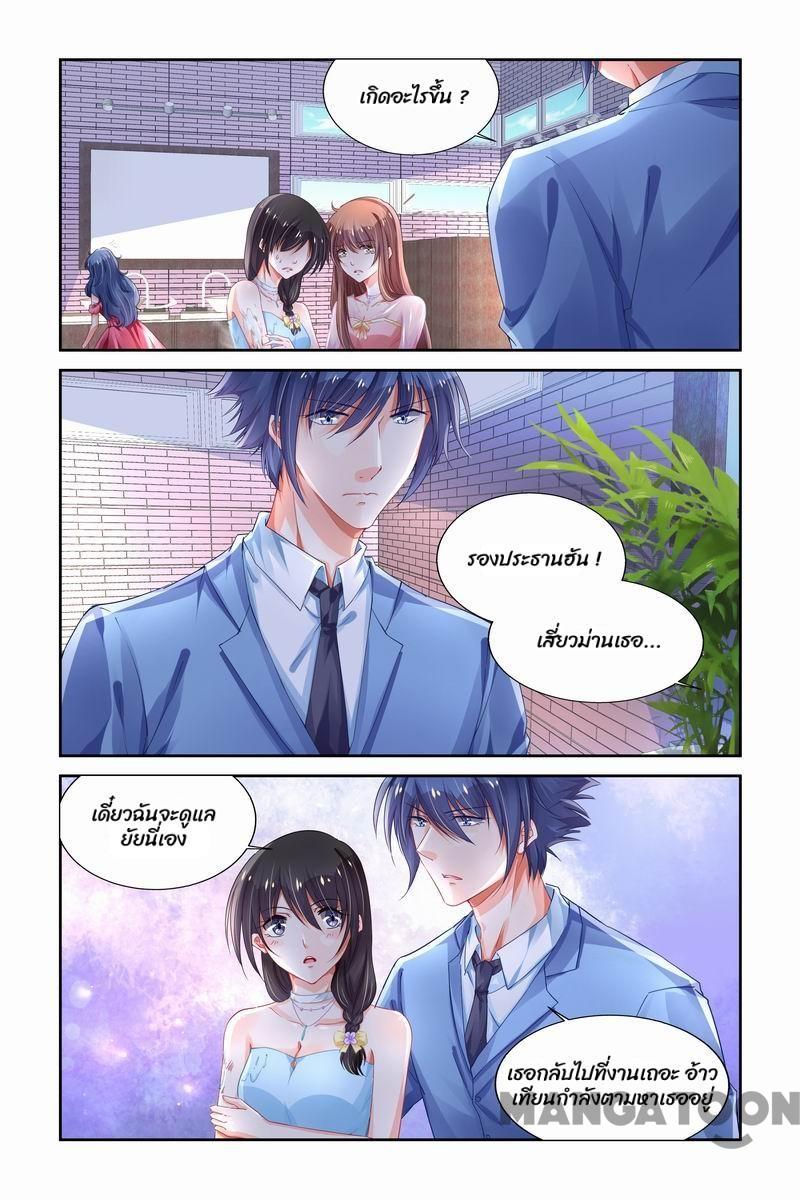 เกิดอะไรขึ้น ?
รองประธานฮัน !
เสี่ยวม่านเธอ...
เดี๋ยวฉันจะดูแล
ยัยนี่เอง
เธอกลับไปที่งานเถอะ อ้าว
เทียนกำลังตามหาเธออยู่
MANGATOON